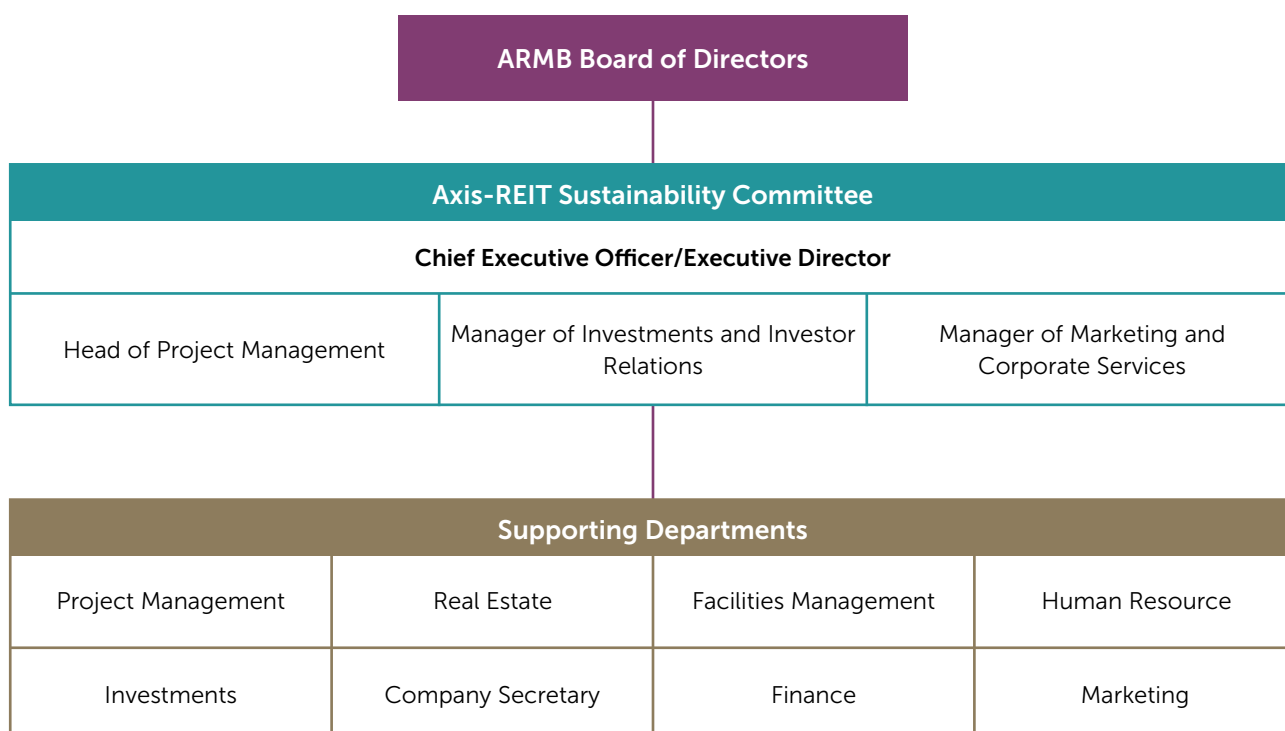 ARMB Board of Directors
Axis-REIT Sustainability Committee
Chief Executive Officer/Executive Director
Head of Project Management
Manager of Investments and Investor
Relations
Manager of Marketing and
Corporate Services
Supporting Departments
Project Management
Real Estate
Facilities Management
Human Resource
Investments
Company Secretary
Finance
Marketing